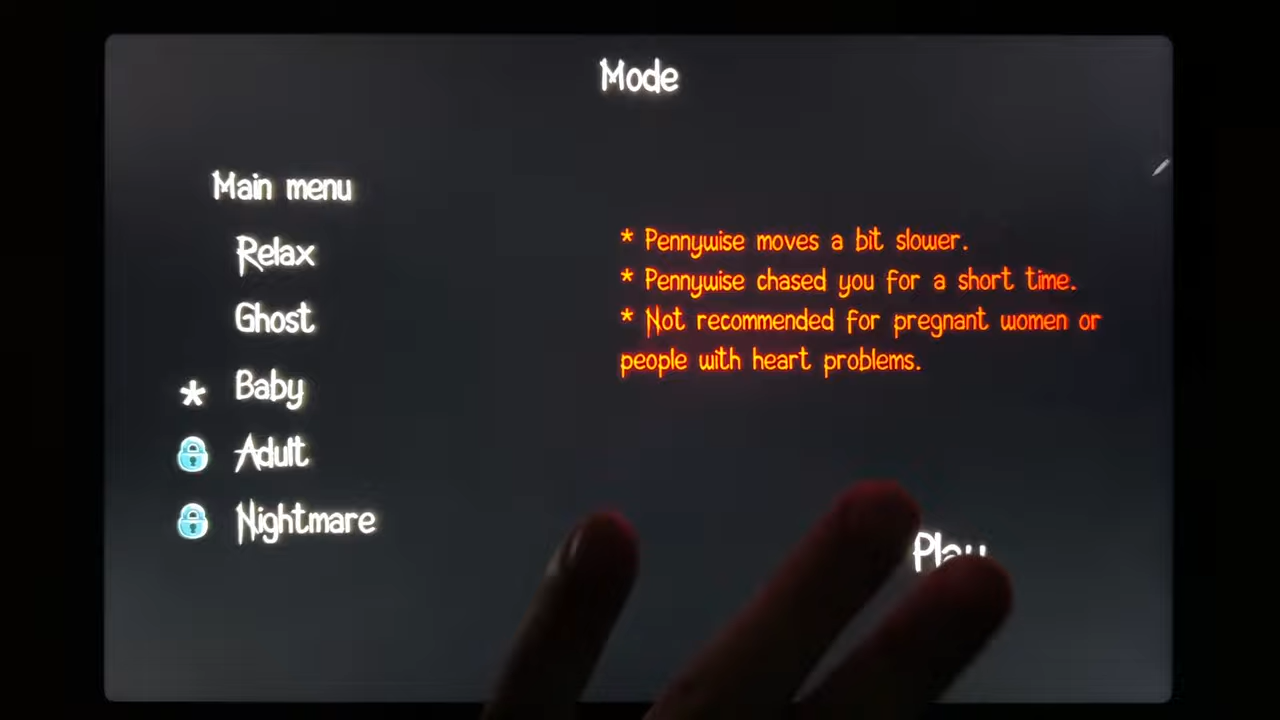 Mode
Main menu
Relax
Ghost
* Baby
Adult
Nightmare
* Pennywise moves a bit slower.
* Pennywise chased you for a short time.
* Not recommended for pregnant women or
people with heart problems.
Play